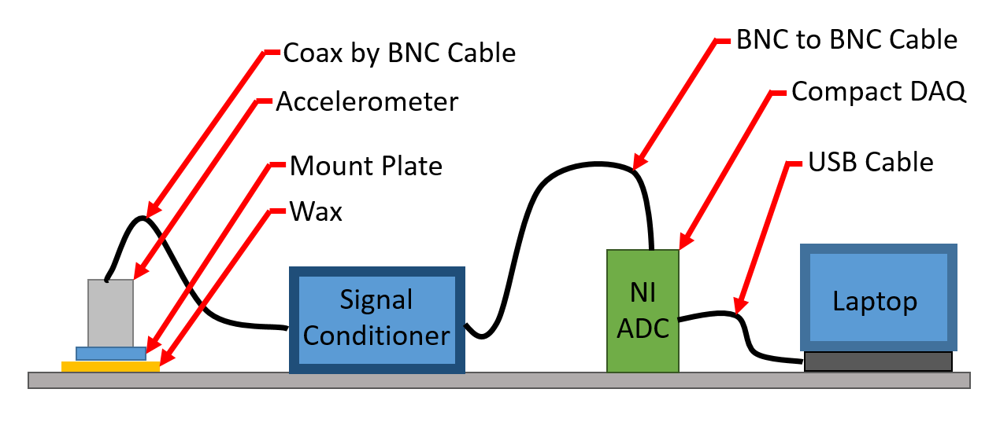 Coax by BNC Cable
Accelerometer
Mount Plate
Wax
Signal
Conditioner
BNC to BNC Cable
Compact DAQ
USB Cable
NI
ADC
Laptop